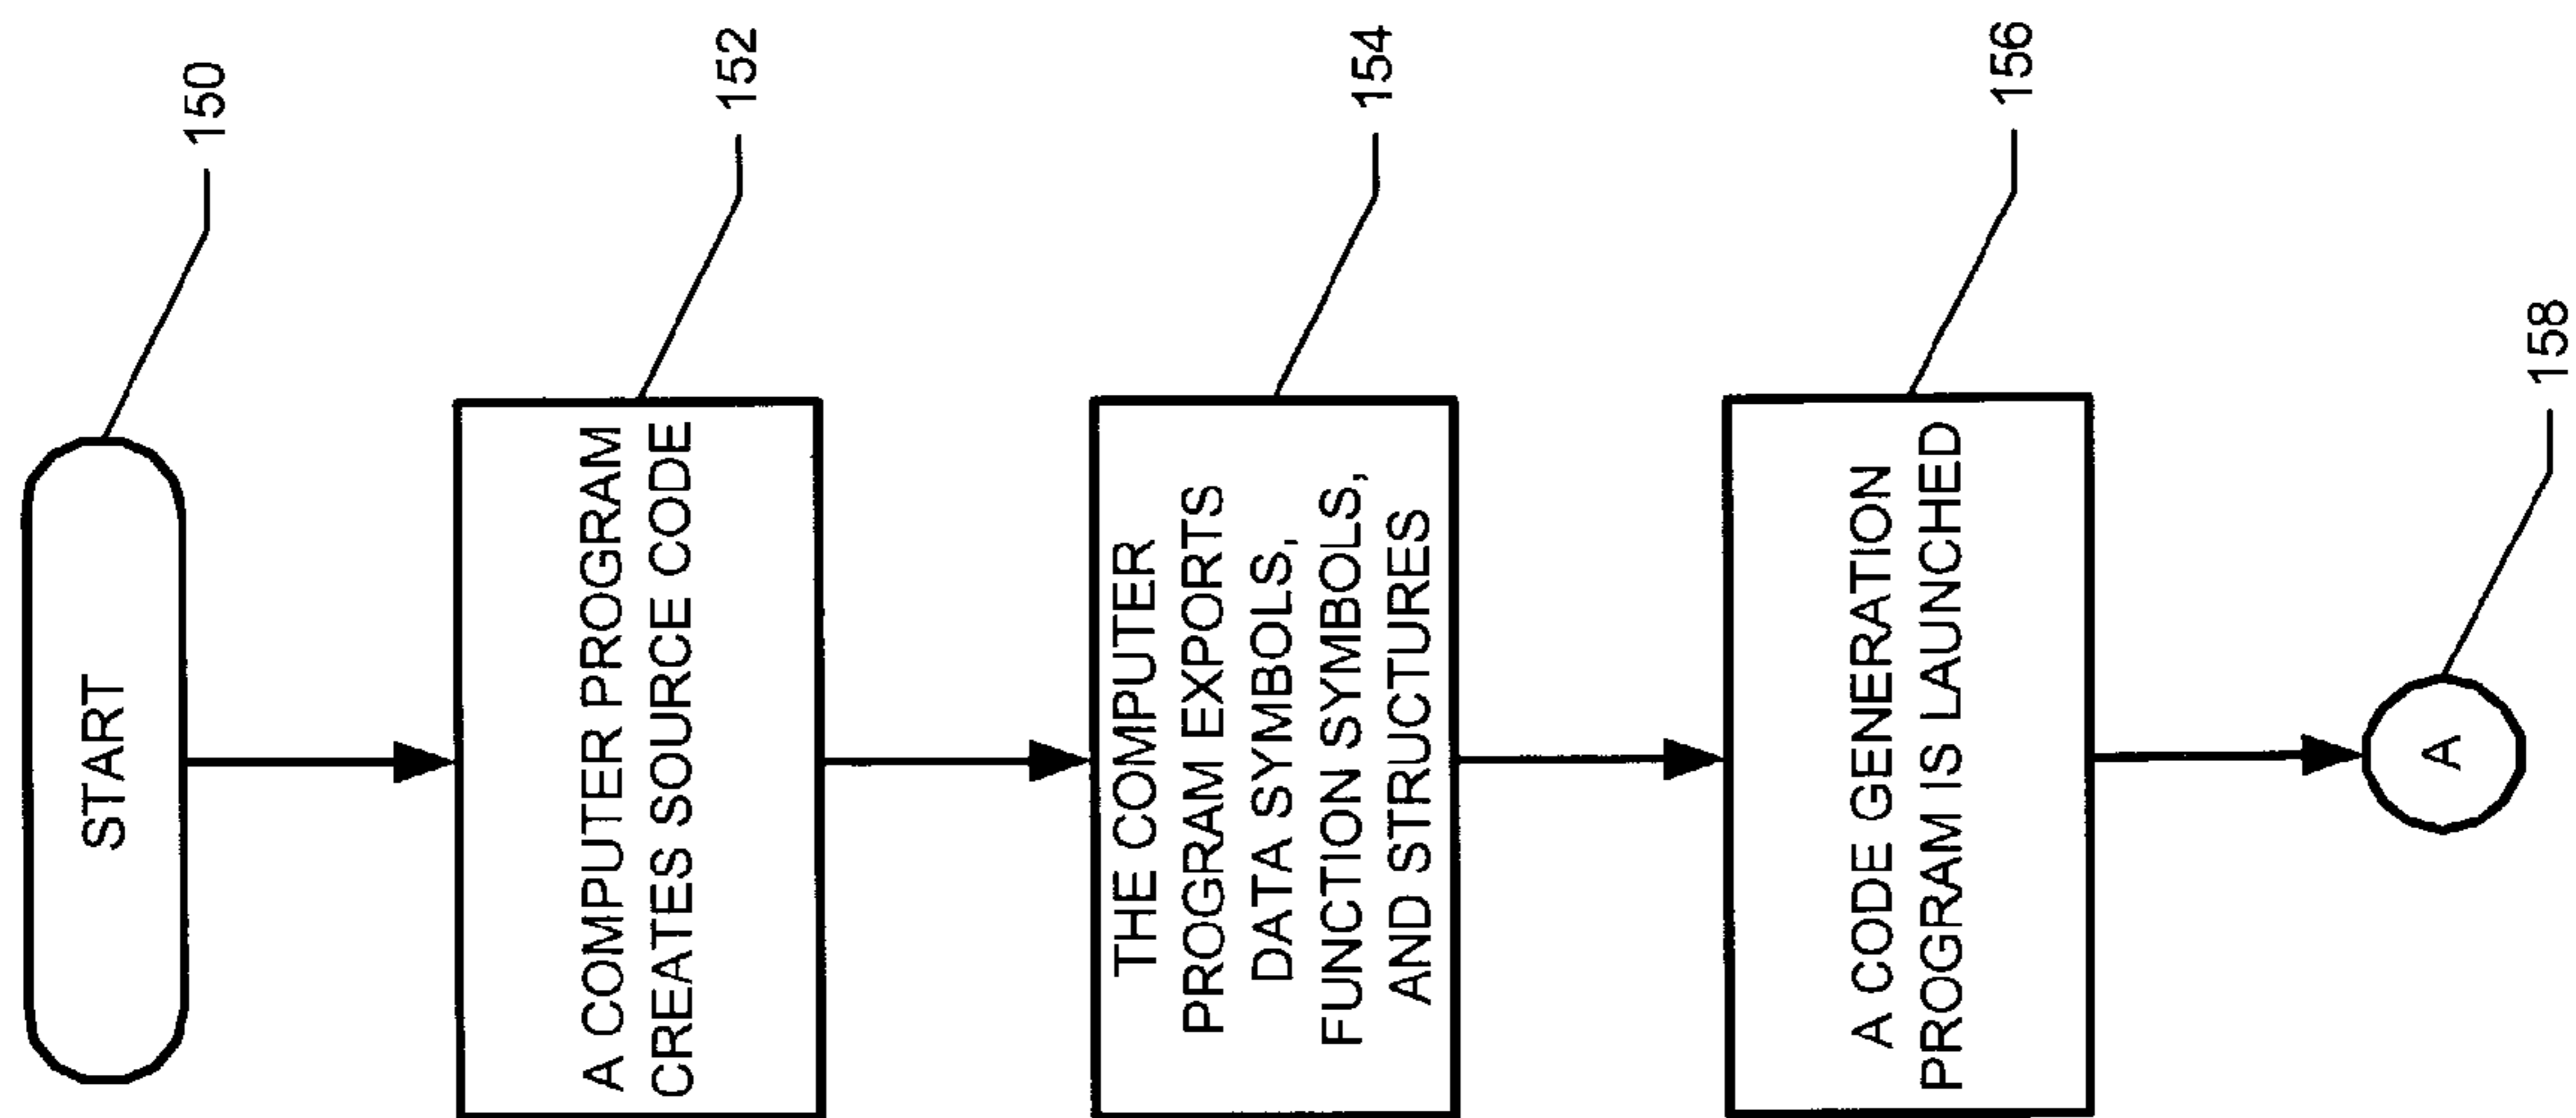 START
150
A COMPUTER PROGRAM
CREATES SOURCE CODE
152
THE COMPUTER
PROGRAM EXPORTS
DATA SYMBOLS,
FUNCTION SYMBOLS,
AND STRUCTURES
154
A CODE GENERATION
PROGRAM IS LAUNCHED
156
A
158